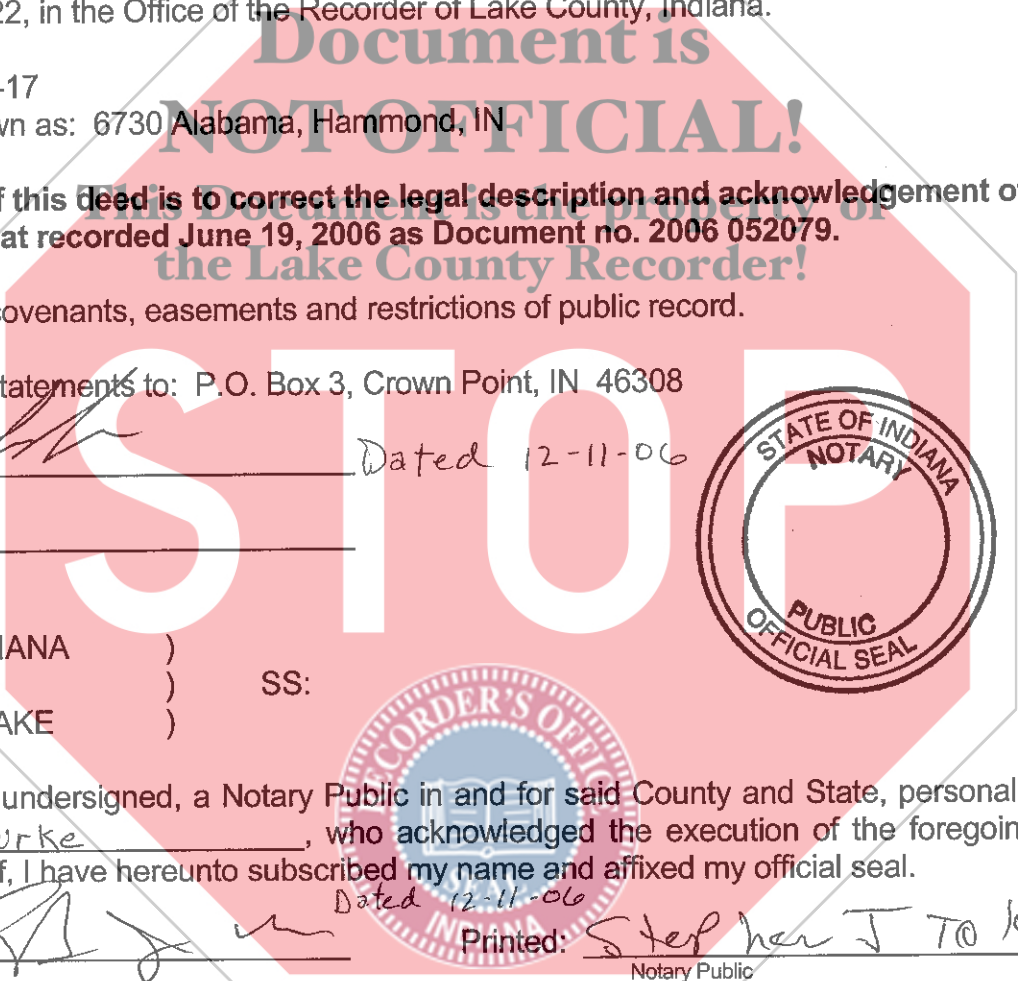 22, in the Office of the Recorder of Lake County, Indiana.
Document is
-17
wn as: 6730 Alabama, Hammond, IN
NOT OFFICIAL!
f this deed is to correct the legal description and acknowledgement o
This Document is the property of
at recorded June 19, 2006 as Document no. 2006 052079.
the Lake County Recorder!
covenants, easements and restrictions of public record.
STOP
tatements to: P.O. Box 3, Crown Point, IN 46308
Dated 12-11-06
STATE OF INDIANA
NOTARY
PUBLIC
OFFICIAL SEAL
IANA )
) SS:
AKE )
RECORDER'S OFFIC
undersigned, a Notary Public in and for said County and State, personal
urke, who acknowledged the execution of the foregoin
f, I have hereunto subscribed my name and affixed my official seal.
SEAL
Dated 12-11-06
INDIANA
Printed: Stephen J
Notary Public